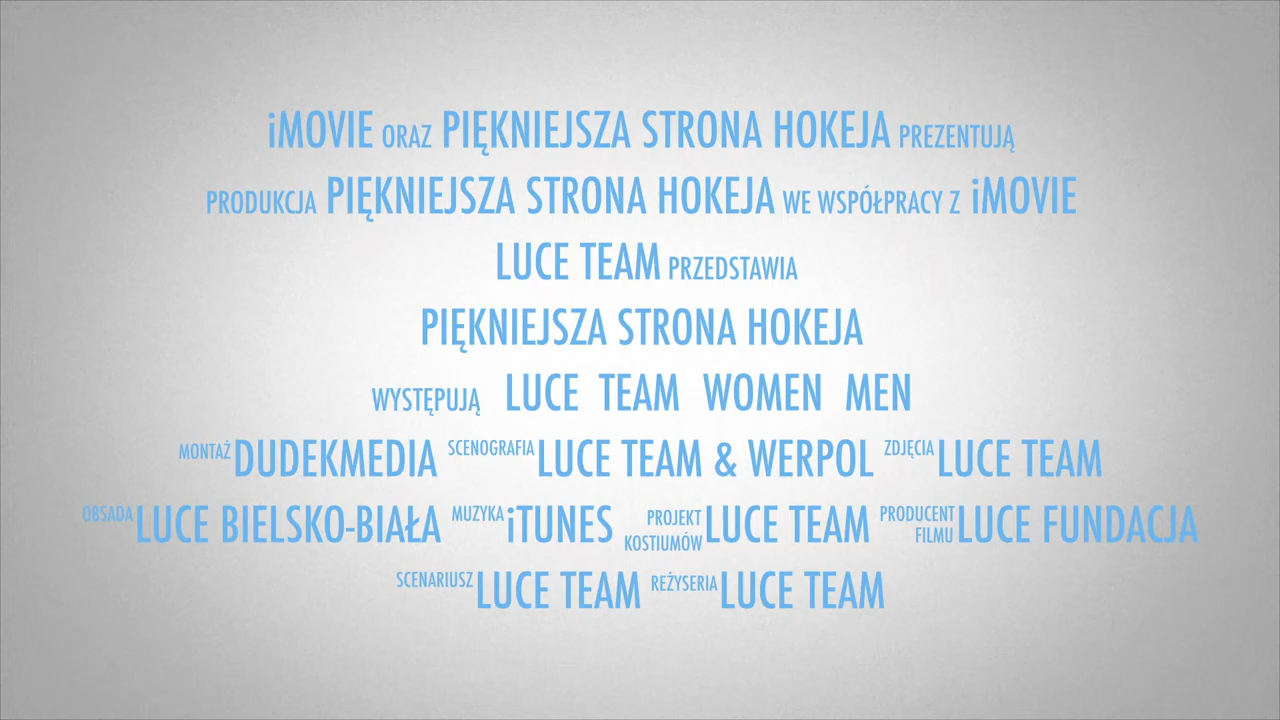 iMOVIE ORAZ PIĘKNIEJSZA STRONA HOKEJA PREZENTUJĄ
PRODUKCJA PIĘKNIEJSZA STRONA HOKEJA WE WSPÓŁPRACY Z iMOVIE
LUCE TEAM PRZEDSTAWIA
PIĘKNIEJSZA STRONA HOKEJA
WYSTĘPUJĄ LUCE TEAM WOMEN MEN
MONTAŻ DUDEKMEDIA SCENOGRAFIA LUCE TEAM & WERPOL ZDJĘCIA LUCE TEAM
OBSADA LUCE BIELSKO-BIAŁA MUZYKA iTUNES PROJEKT KOSTIUMÓW LUCE TEAM PRODUCENT FILMU LUCE FUNDACJA
SCENARIUSZ LUCE TEAM REŻYSERIA LUCE TEAM